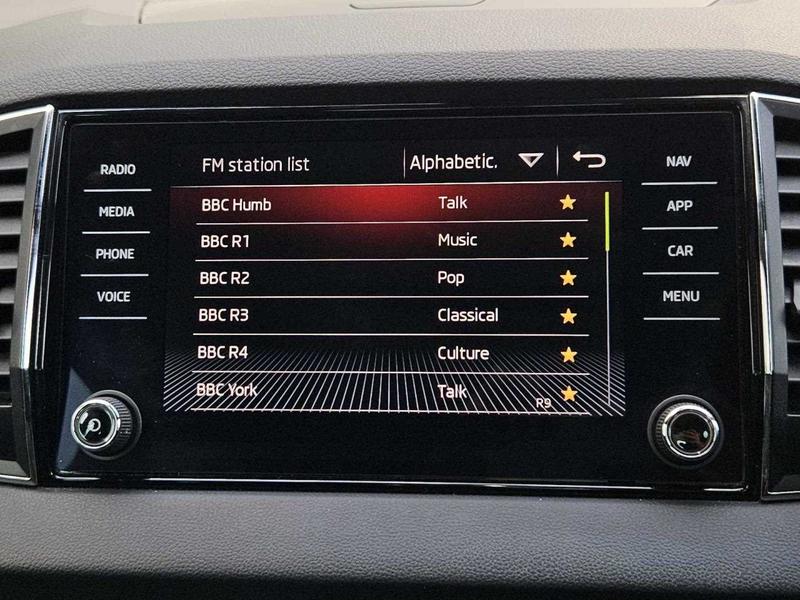 RADIO
MEDIA
PHONE
VOICE
FM station list Alphabetic.
BBC Humb Talk
BBC R1 Music
BBC R2 Pop
BBC R3 Classical
BBC R4 Culture
BBC York Talk
R9
NAV
APP
CAR
MENU